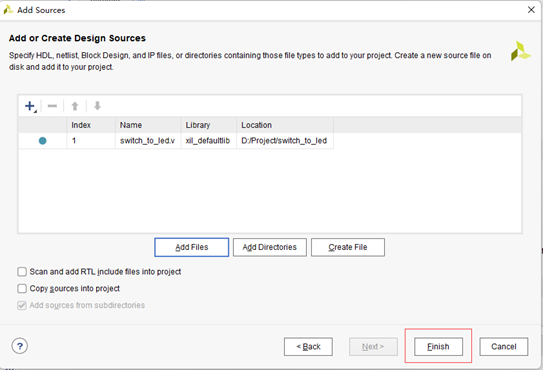 Add Sources
Add or Create Design Sources
Specify HDL, netlist, Block Design, and IP files, or directories containing those file types to add to your project. Create a new source file on
disk and add it to your project.
Index Name Library Location
1 switch_to_led.v xil_defaultlib D:/Project/switch_to_led
Add Files Add Directories Create File
Scan and add RTL include files into project
Copy sources into project
Add sources from subdirectories
? < Back Next > Finish Cancel